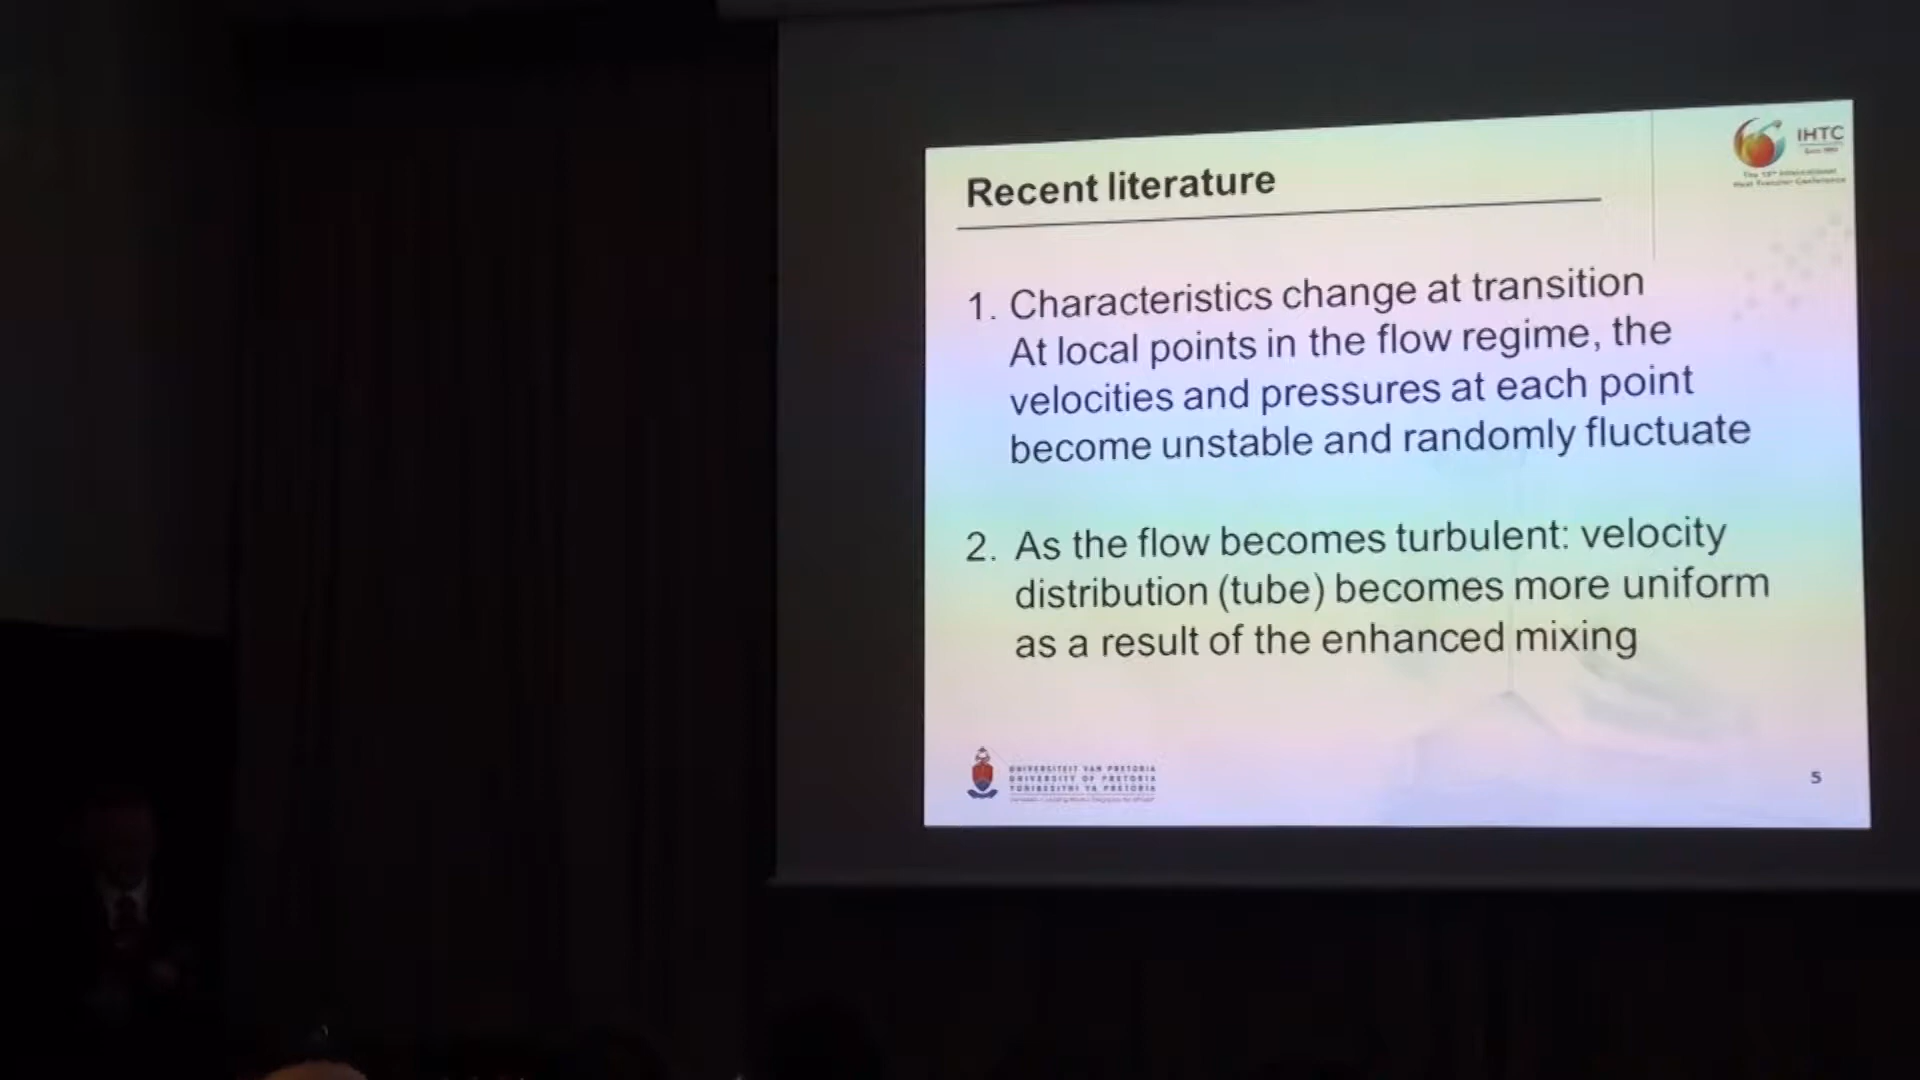 IHTC
Recent literature
1. Characteristics change at transition
At local points in the flow regime, the
velocities and pressures at each point
become unstable and randomly fluctuate
2. As the flow becomes turbulent: velocity
distribution (tube) becomes more uniform
as a result of the enhanced mixing
UNIVERSITEIT VAN PRETORIA
UNIVERSITY OF PRETORIA
YUNIBESITHI YA PRETORIA
5